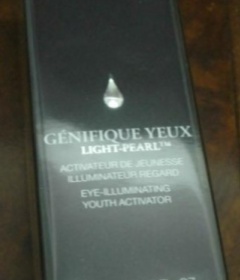 GÉNIFIQUE YEUX
LIGHT-PEARL™
ACTIVATEUR DE JEUNESSE
ILLUMINATEUR REGARD
EYE-ILLUMINATING
YOUTH ACTIVATOR